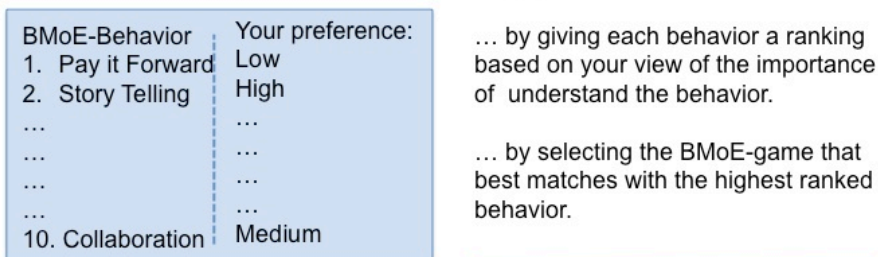 BMoE-Behavior
1. Pay it Forward
2. Story Telling
...
...
...
...
10. Collaboration
Your preference:
Low
High
...
...
...
...
Medium
... by giving each behavior a ranking
based on your view of the importance
of understand the behavior.
... by selecting the BMoE-game that
best matches with the highest ranked
behavior.